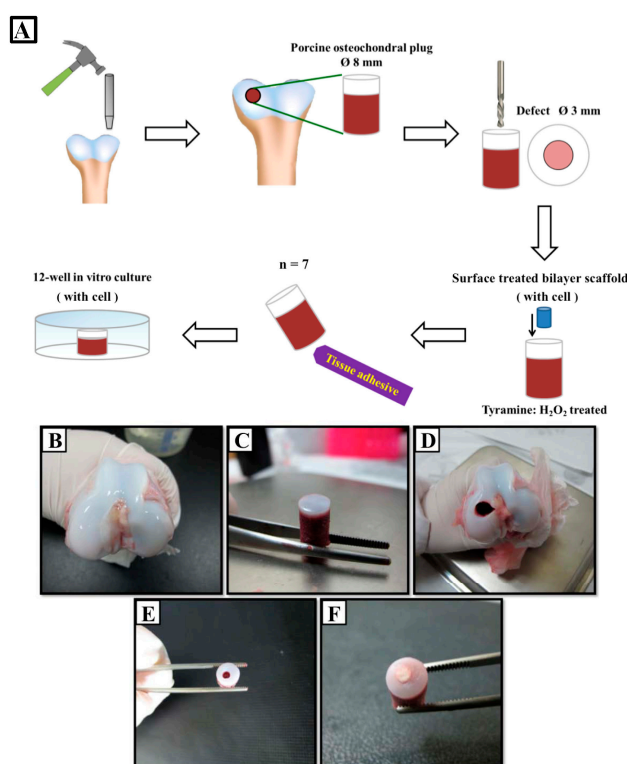 A
Porcine osteochondral plug
Ø 8 mm
Defect Ø 3 mm
Surface treated bilayer scaffold
( with cell )
Tyramine: H₂O₂ treated
n = 7
Tissue adhesive
12-well in vitro culture
( with cell )
B
C
D
E
F